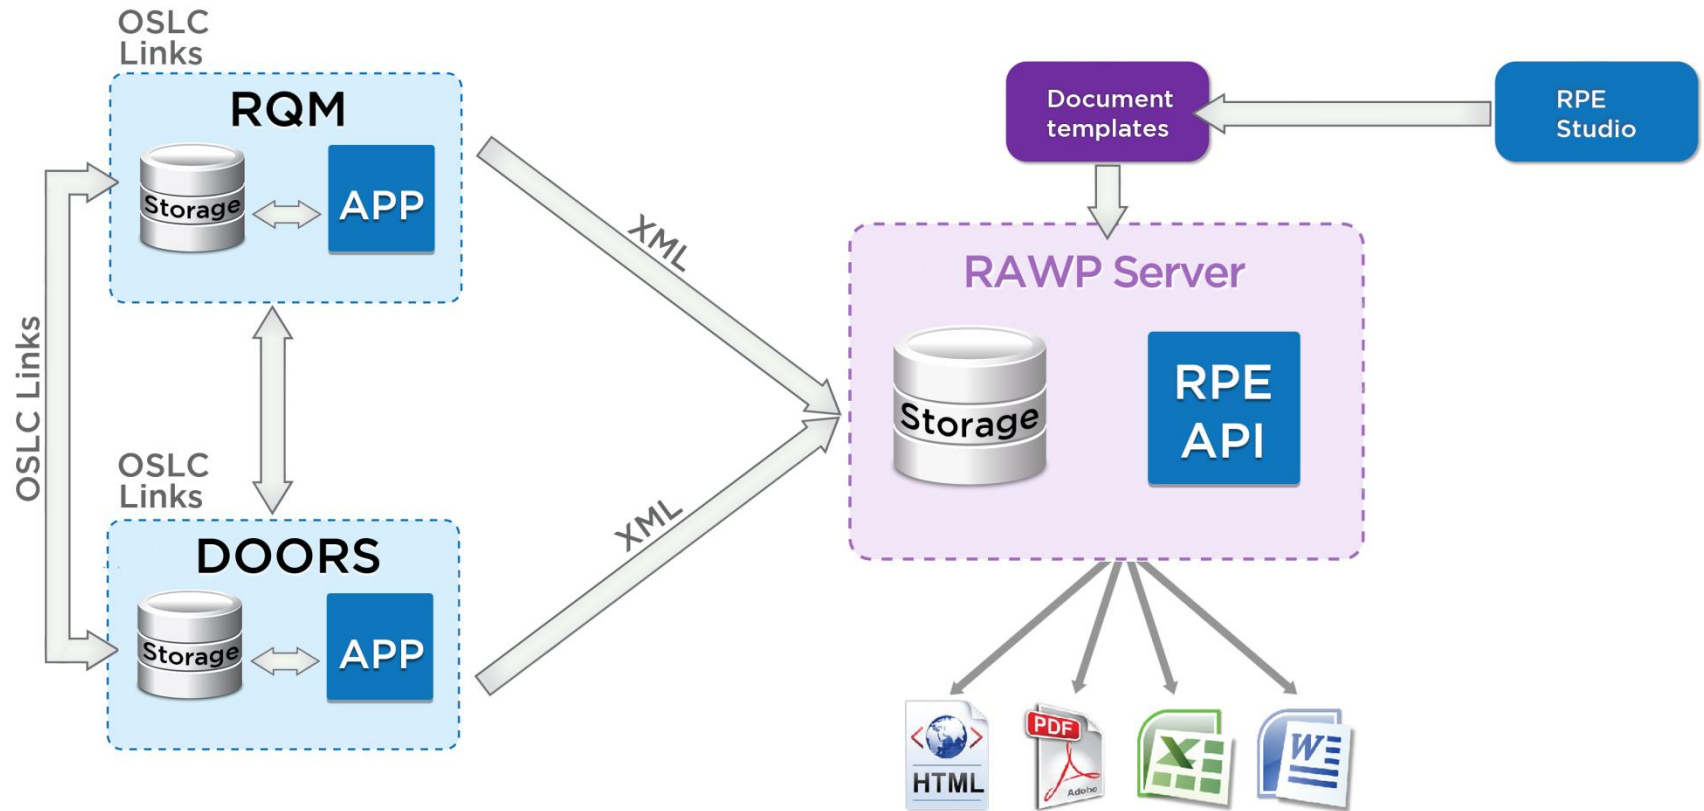 OSLC
Links
RQM
Storage
APP
OSLC Links
OSLC
Links
DOORS
Storage
APP
XML
XML
Document
templates
RPE
Studio
RAWP Server
Storage
RPE
API
HTML
PDF
Adobe
X
W